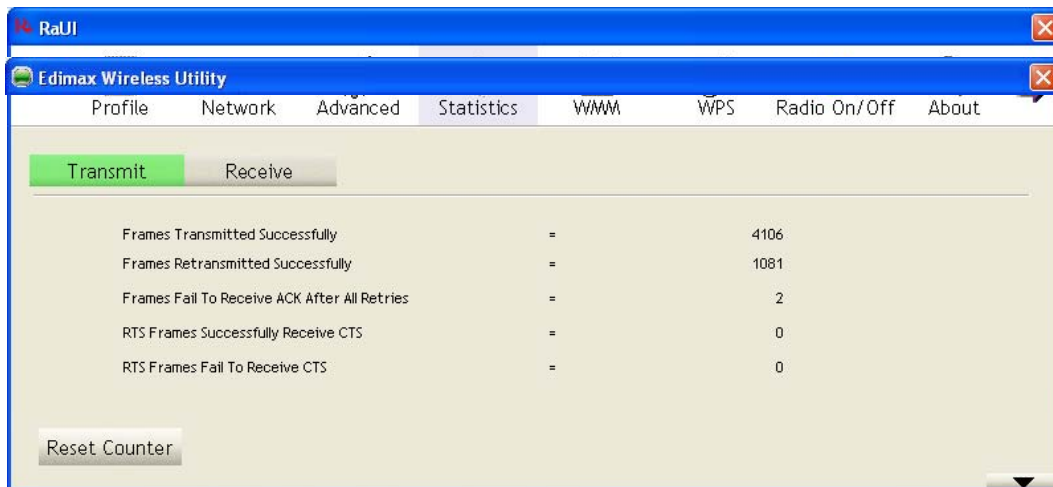 RaUI
Edimax Wireless Utility
Profile Network Advanced Statistics WMM WPS Radio On/Off About
Transmit Receive
Frames Transmitted Successfully = 4106
Frames Retransmitted Successfully = 1081
Frames Fail To Receive ACK After All Retries = 2
RTS Frames Successfully Receive CTS = 0
RTS Frames Fail To Receive CTS = 0
Reset Counter